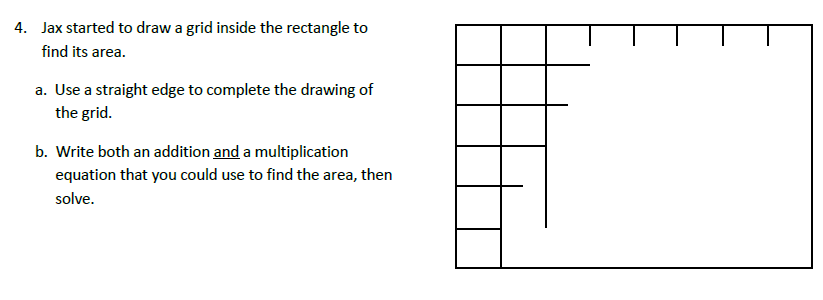 4. Jax started to draw a grid inside the rectangle to
find its area.
a. Use a straight edge to complete the drawing of
the grid.
b. Write both an addition and a multiplication
equation that you could use to find the area, then
solve.